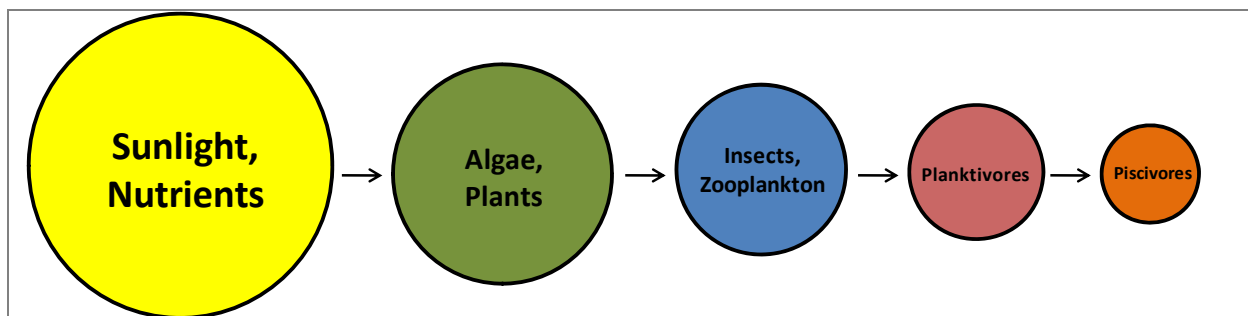 Sunlight,
Nutrients
Algae,
Plants
Insects,
Zooplankton
Planktivores
Piscivores